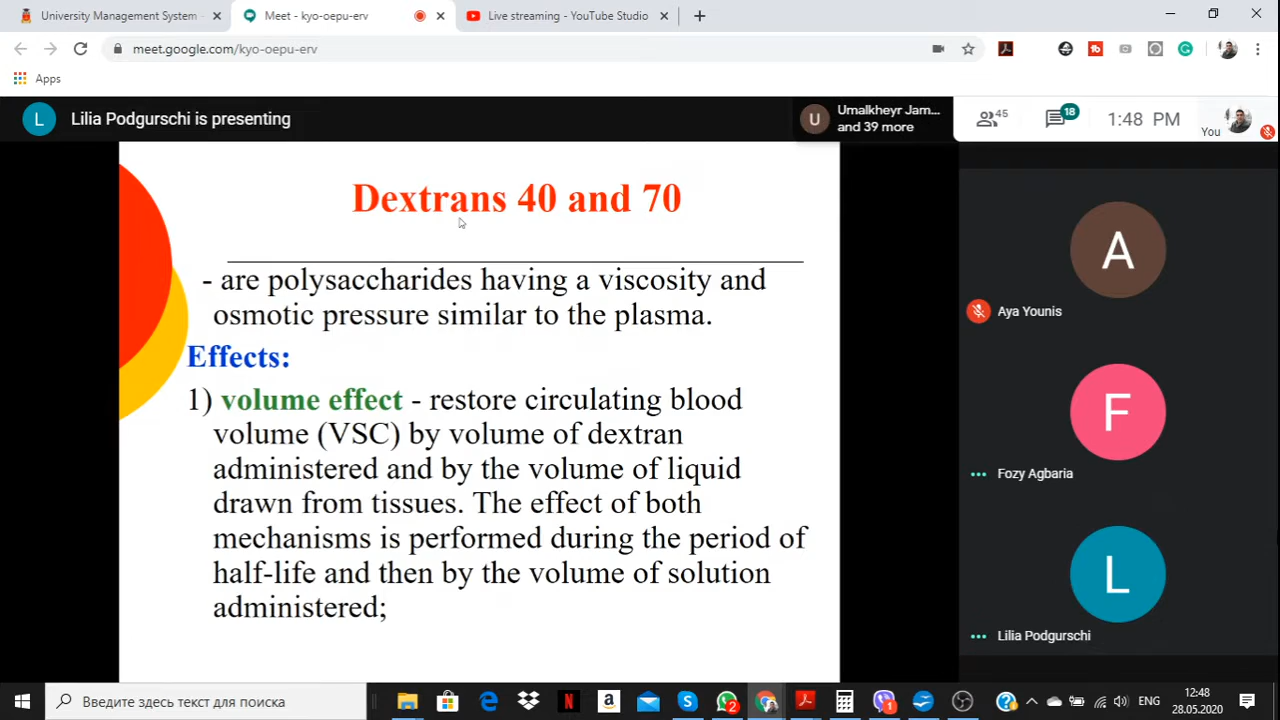 University Management System -
Meet - kyo-oepu-erv
Live streaming - YouTube Studio
meet.google.com/kyo-oepu-erv
Apps
L
Lilia Podgurschi is presenting
U
Umalkheyr Jam...
and 39 more
45
18
1:48 PM
You
Dextrans 40 and 70
- are polysaccharides having a viscosity and
osmotic pressure similar to the plasma.
Effects:
1) volume effect - restore circulating blood
volume (VSC) by volume of dextran
administered and by the volume of liquid
drawn from tissues. The effect of both
mechanisms is performed during the period of
half-life and then by the volume of solution
administered;
A
Aya Younis
F
Fozy Agbaria
L
Lilia Podgurschi
Введите здесь текст для поиска
2
1
ENG
12:48
28.05.2020